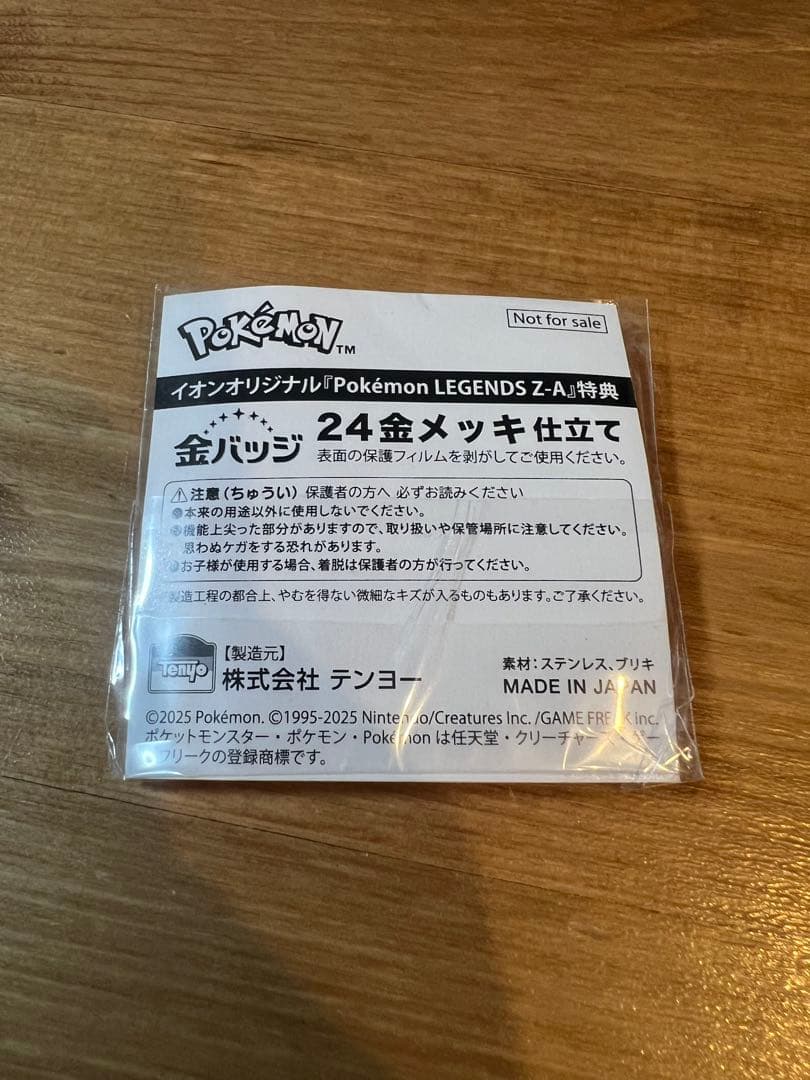 POKéMON™
Not for sale
イオンオリジナル『Pokémon LEGENDS Z-A』特典
金バッジ
24金メッキ仕立て
表面の保護フィルムを剥がしてご使用ください。
注意(ちゅうい) 保護者の方へ 必ずお読みください
●本来の用途以外に使用しないでください。
●機能上尖った部分がありますので、取り扱いや保管場所に注意してください。
思わぬケガをする恐れがあります。
●お子様が使用する場合、着脱は保護者の方が行ってください。
製造工程の都合上、やむを得ない微細なキズが入るものもあります。ご了承ください。
Tenyo
【製造元】
株式会社 テンヨー
素材：ステンレス、ブリキ
MADE IN JAPAN
©2025 Pokémon. ©1995-2025 Nintendo/Creatures Inc. /GAME FREAK inc.
ポケットモンスター・ポケモン・Pokémon は任天堂・クリーチャーズ・ゲー
フリークの登録商標です。